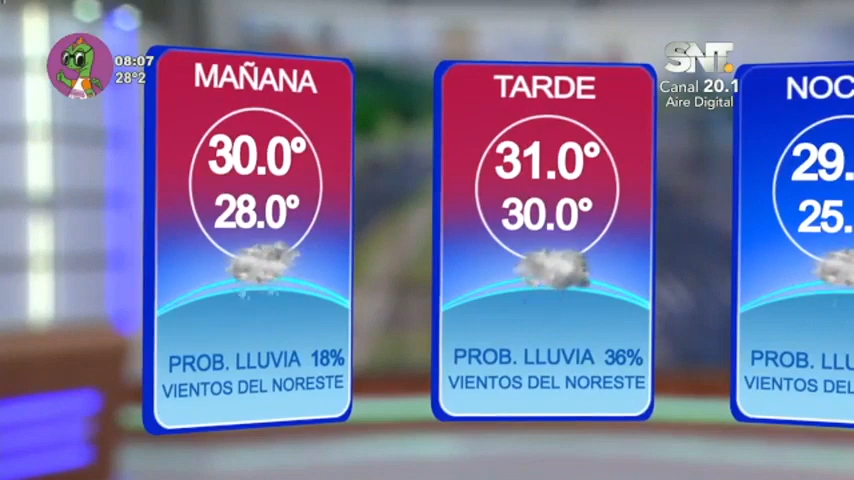 08:07
28°2
SNT.
Canal 20.1
Aire Digital
MAÑANA
30.0°
28.0°
PROB. LLUVIA 18%
VIENTOS DEL NORESTE
TARDE
31.0°
30.0°
PROB. LLUVIA 36%
VIENTOS DEL NORESTE
NOC
29.
25.
PROB. LLU
VIENTOS DEL